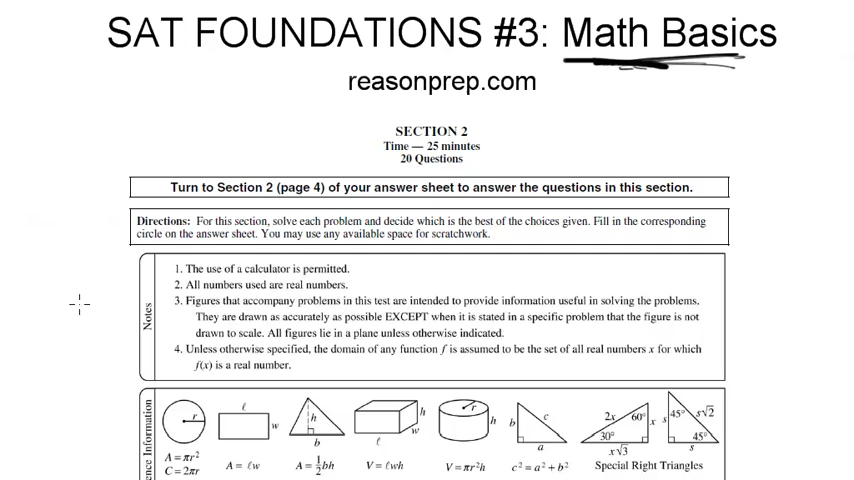 SAT FOUNDATIONS #3: Math Basics
reasonprep.com
SECTION 2
Time — 25 minutes
20 Questions
Turn to Section 2 (page 4) of your answer sheet to answer the questions in this section.
Directions: For this section, solve each problem and decide which is the best of the choices given. Fill in the corresponding
circle on the answer sheet. You may use any available space for scratchwork.
Notes
1. The use of a calculator is permitted.
2. All numbers used are real numbers.
3. Figures that accompany problems in this test are intended to provide information useful in solving the problems.
They are drawn as accurately as possible EXCEPT when it is stated in a specific problem that the figure is not
drawn to scale. All figures lie in a plane unless otherwise indicated.
4. Unless otherwise specified, the domain of any function f is assumed to be the set of all real numbers x for which
f(x) is a real number.
ence Information
r
ℓ
w
h
b
h
w
ℓ
r
h
b
c
a
2x
60°
x
30°
x√3
s
45°
s√2
45°
s
A = πr²
C = 2πr
A = ℓw
A = ½bh
V = ℓwh
V = πr²h
c² = a² + b²
Special Right Triangles